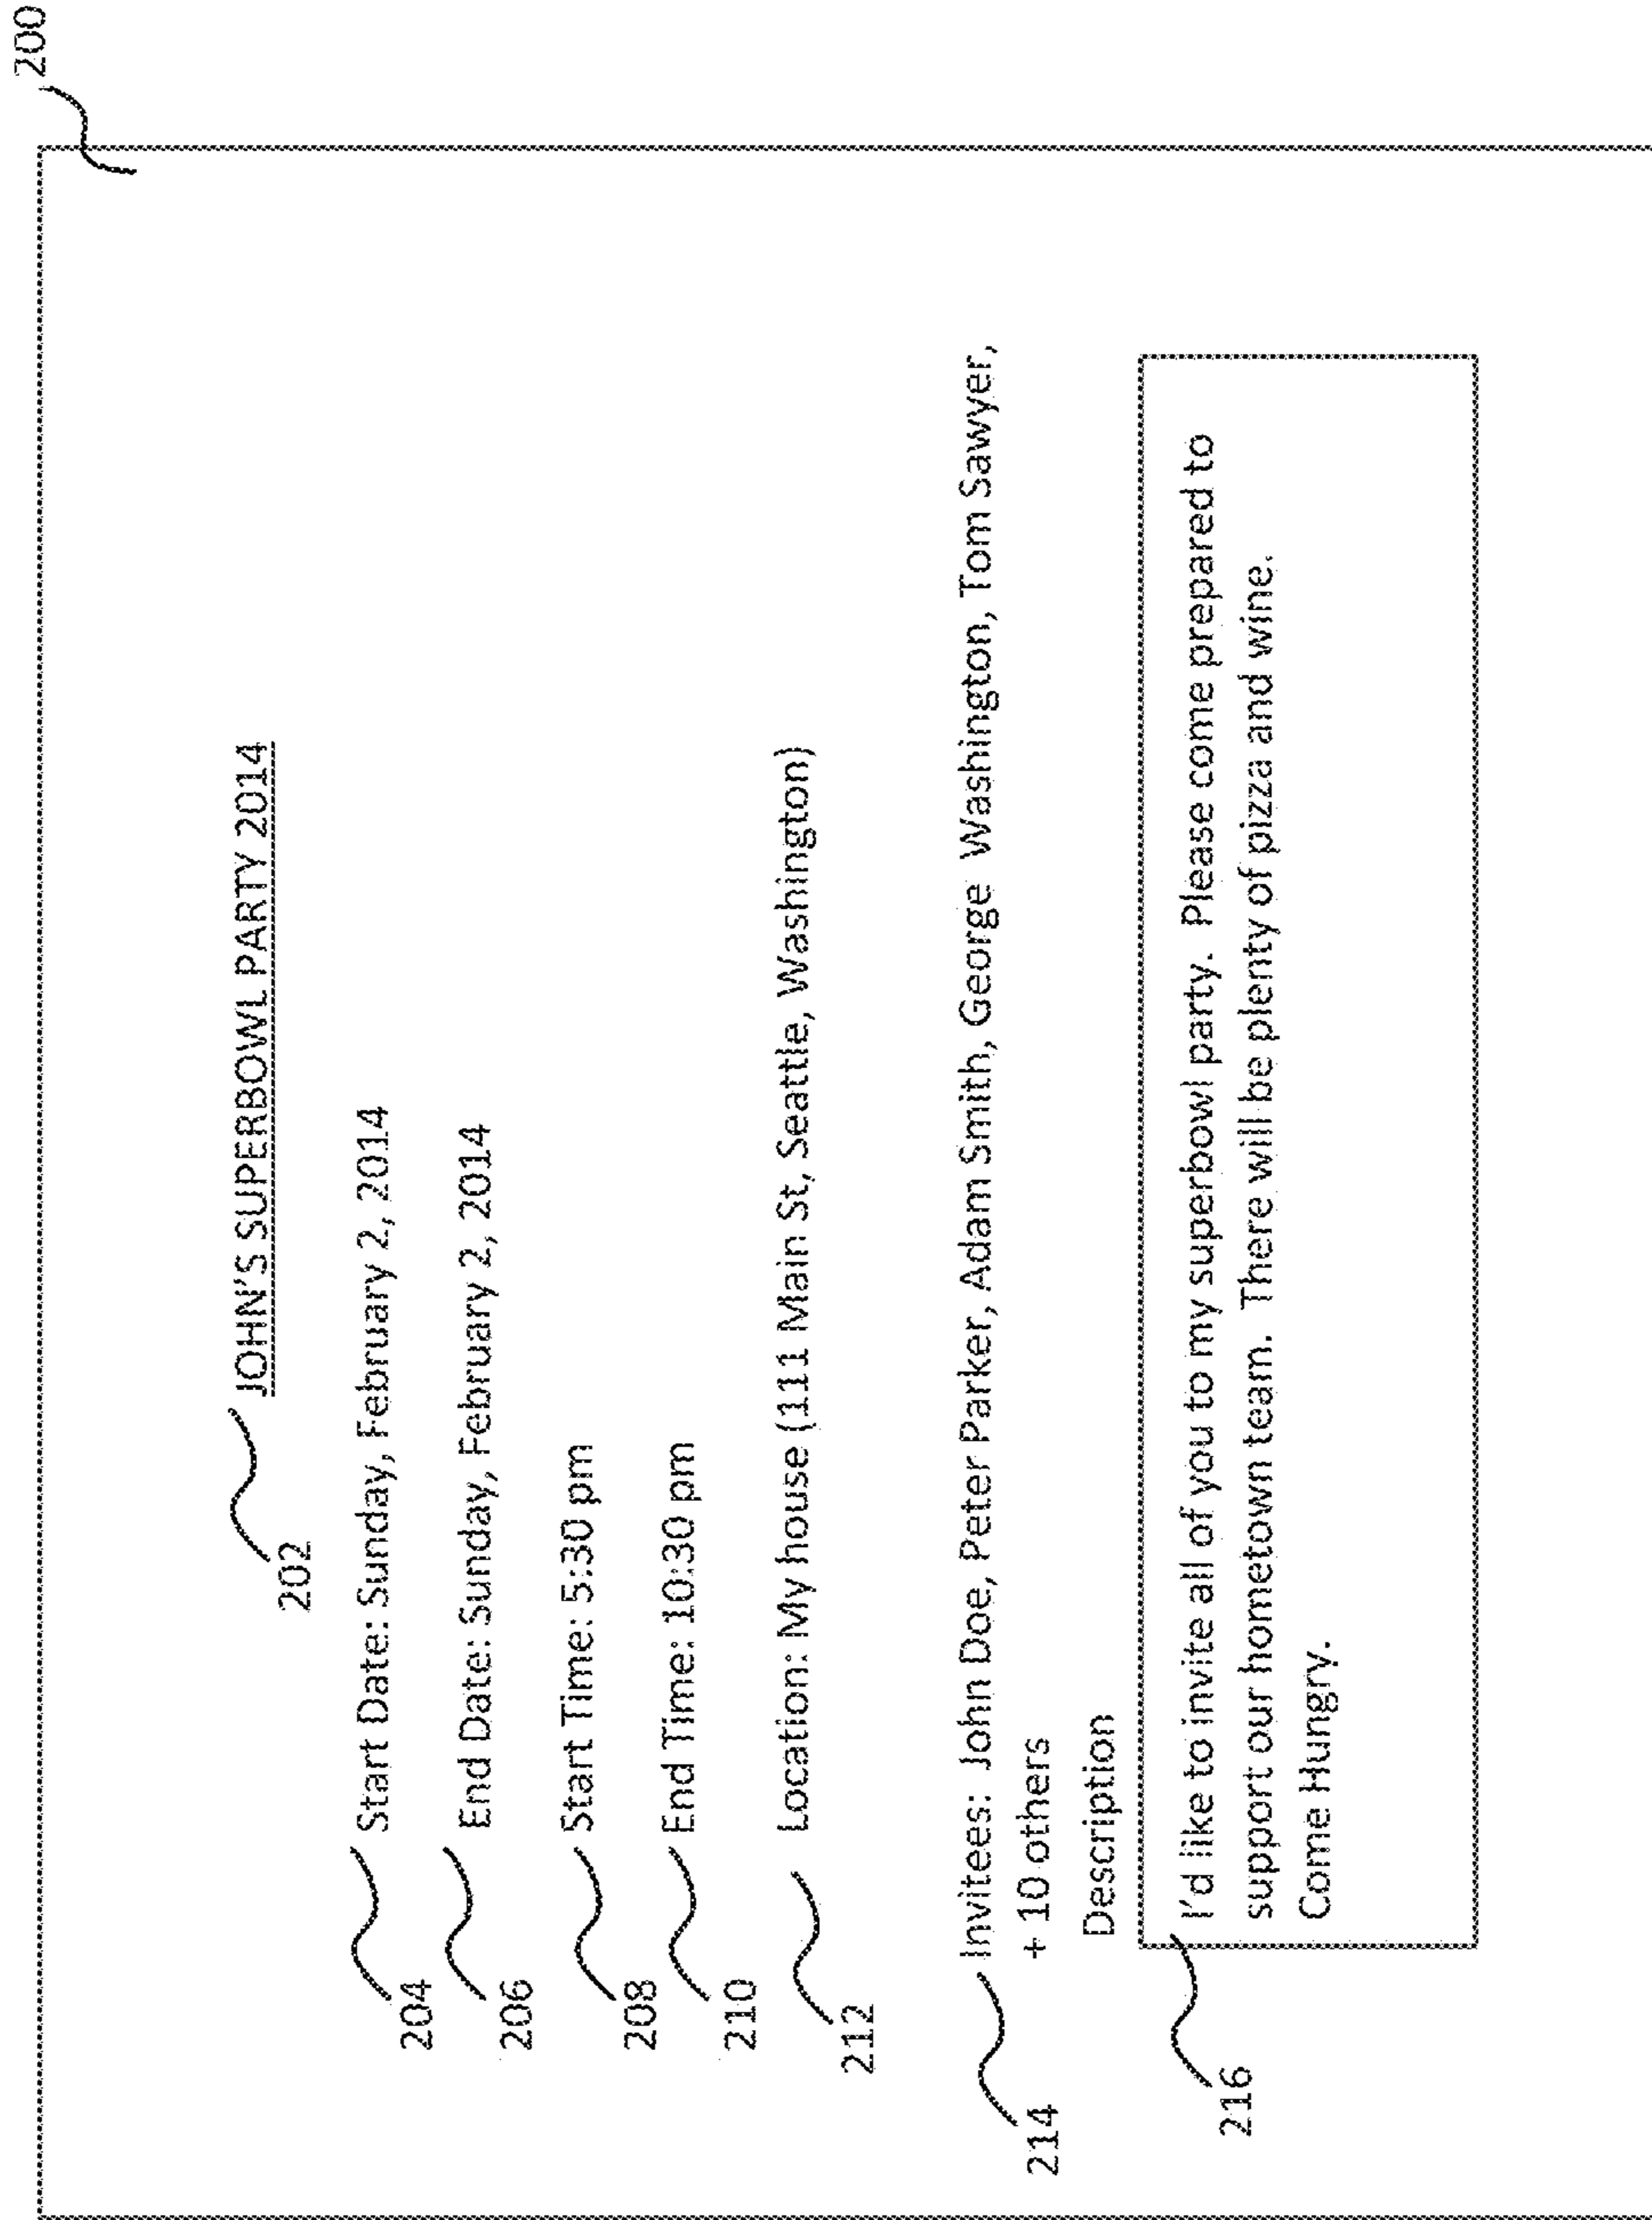 200
JOHN'S SUPERBOWL PARTY 2014
202
Start Date: Sunday, February 2, 2014
204
End Date: Sunday, February 2, 2014
206
Start Time: 5:30 pm
208
End Time: 10:30 pm
210
Location: My house (111 Main St, Seattle, Washington)
212
Invitees: John Doe, Peter Parker, Adam Smith, George Washington, Tom Sawyer,
+ 10 others
214
Description
I'd like to invite all of you to my superbowl party. Please come prepared to
support our hometown team. There will be plenty of pizza and wine.
Come Hungry.
216